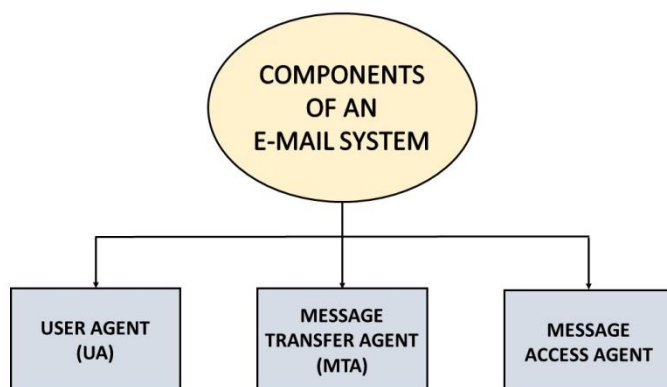 COMPONENTS
OF AN
E-MAIL SYSTEM
USER AGENT
(UA)
MESSAGE
TRANSFER AGENT
(MTA)
MESSAGE
ACCESS AGENT